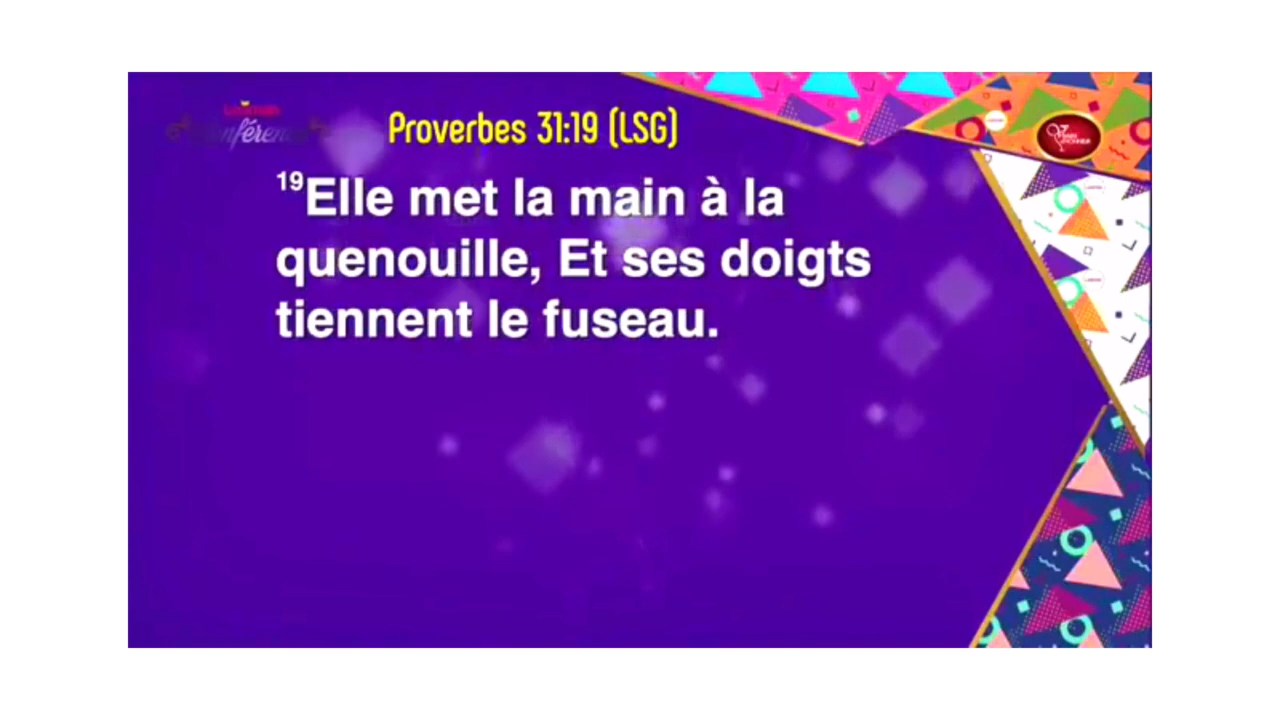 Proverbes 31:19 (LSG)
19Elle met la main à la
quenouille, Et ses doigts
tiennent le fuseau.